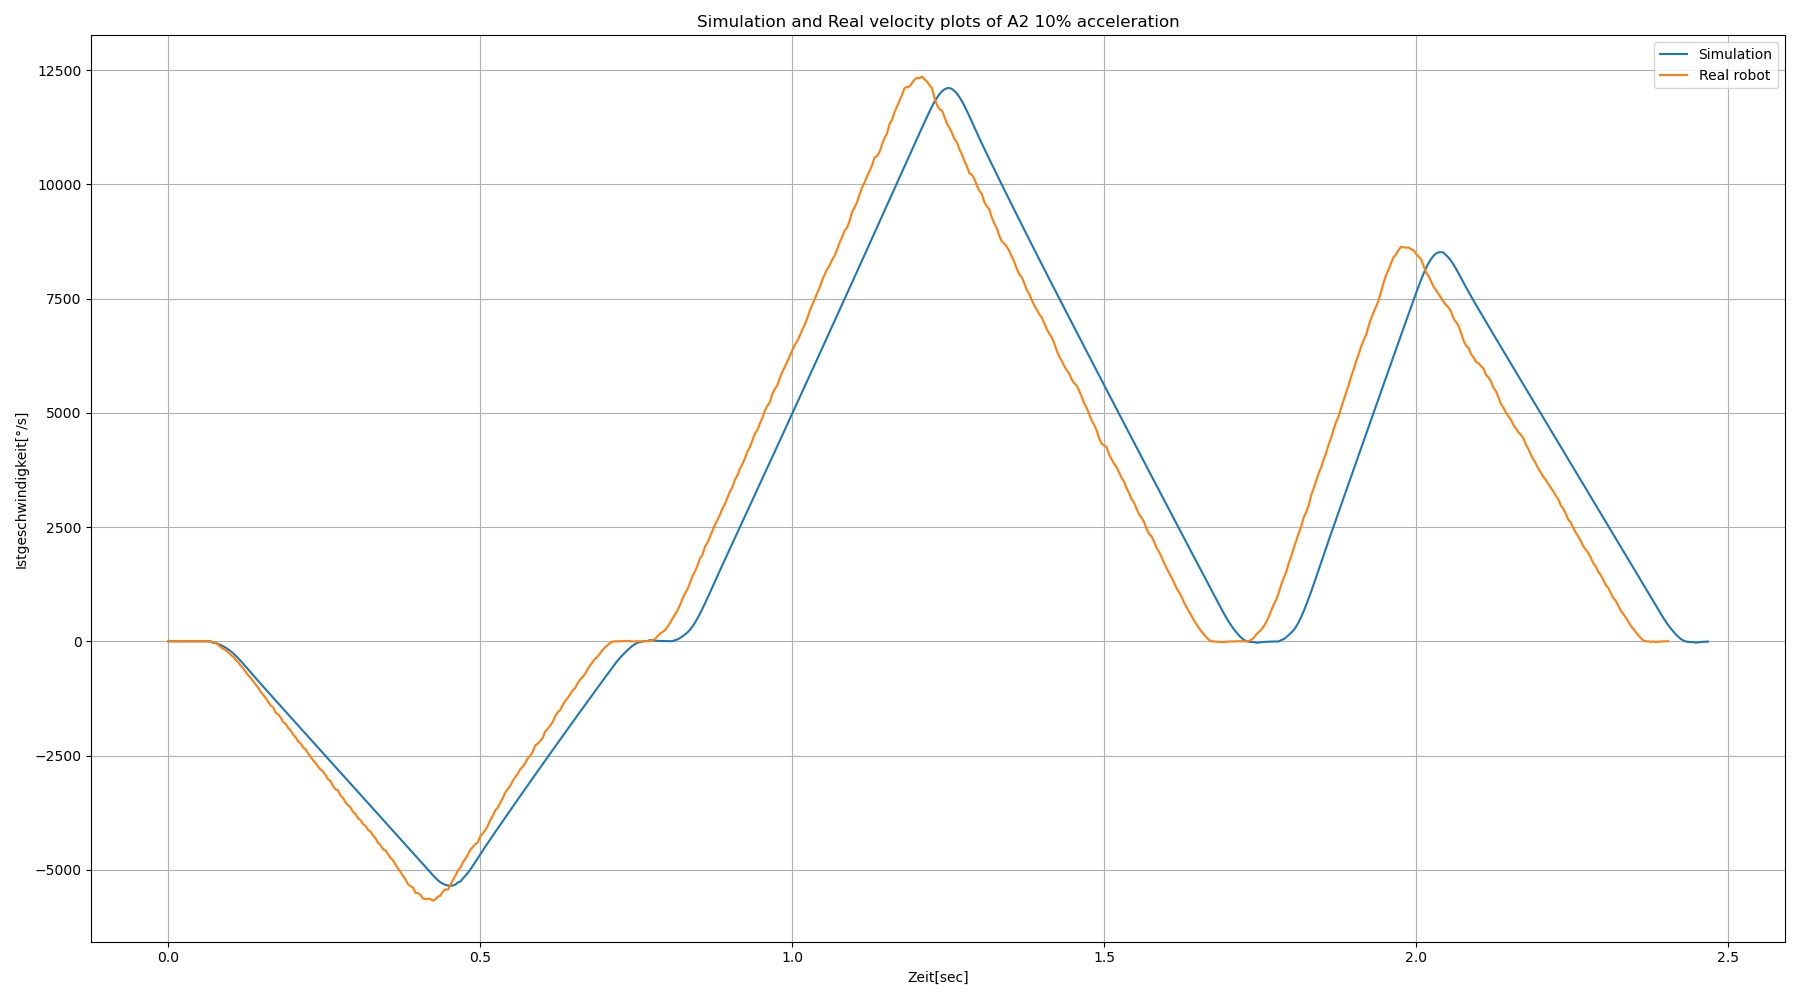 Simulation and Real velocity plots of A2 10% acceleration
Simulation
Real robot
12500
10000
7500
5000
2500
0
−2500
−5000
Istgeschwindigkeit[°/s]
0.0 0.5 1.0 1.5 2.0 2.5
Zeit[sec]